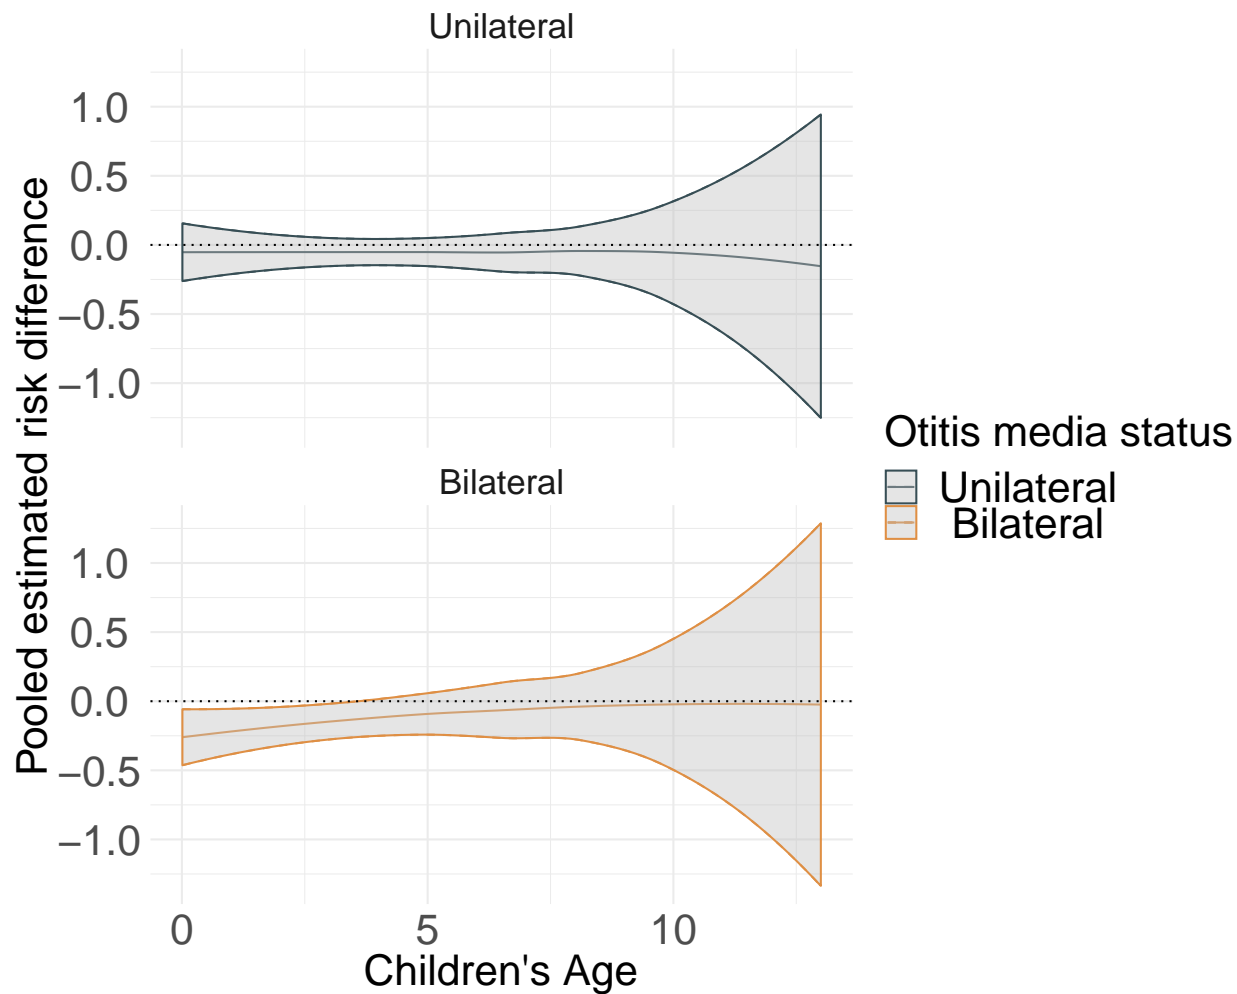 Unilateral
1.0
0.5
0.0
−0.5
−1.0
Pooled estimated risk difference
Bilateral
1.0
0.5
0.0
−0.5
−1.0
0 5 10
Children's Age
Otitis media status
Unilateral
Bilateral